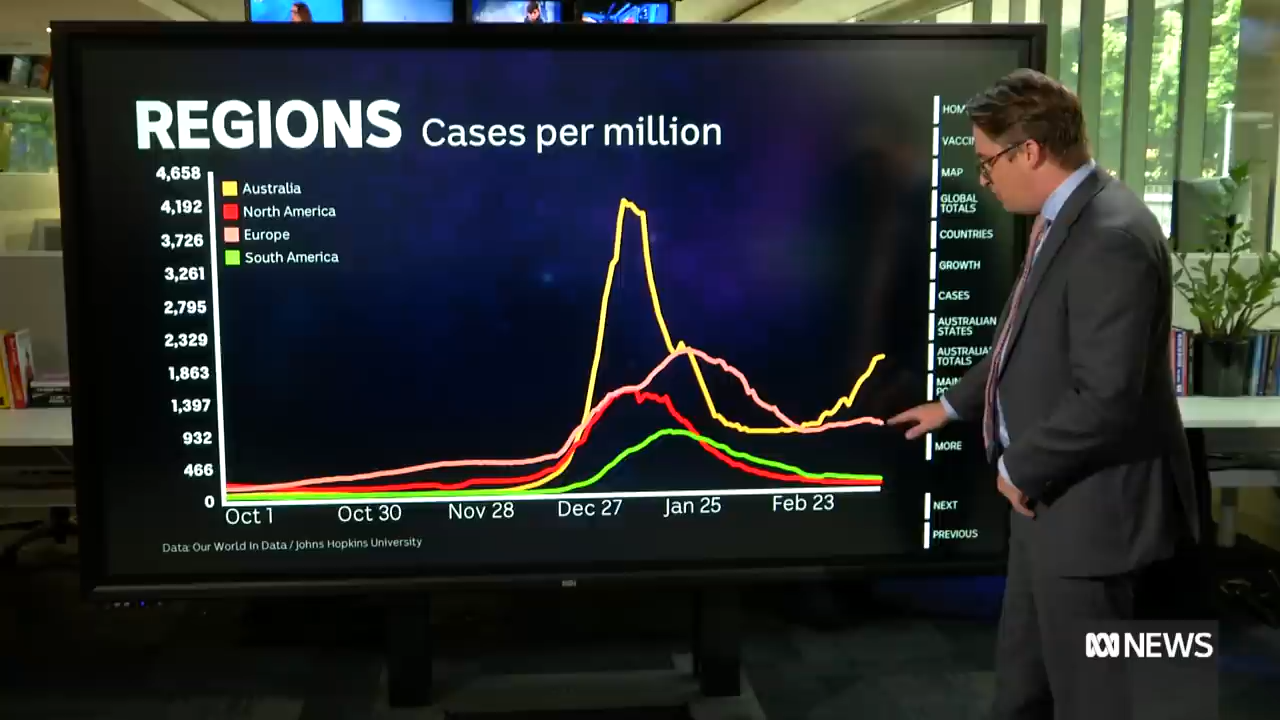 REGIONS Cases per million
4,658
4,192
3,726
3,261
2,795
2,329
1,863
1,397
932
466
0
Australia
North America
Europe
South America
Oct 1
Oct 30
Nov 28
Dec 27
Jan 25
Feb 23
Data: Our World In Data / Johns Hopkins University
MAP
GLOBAL
TOTALS
COUNTRIES
GROWTH
CASES
AUSTRALIAN
STATES
TOTALS
MORE
NEXT
PREVIOUS
NEWS